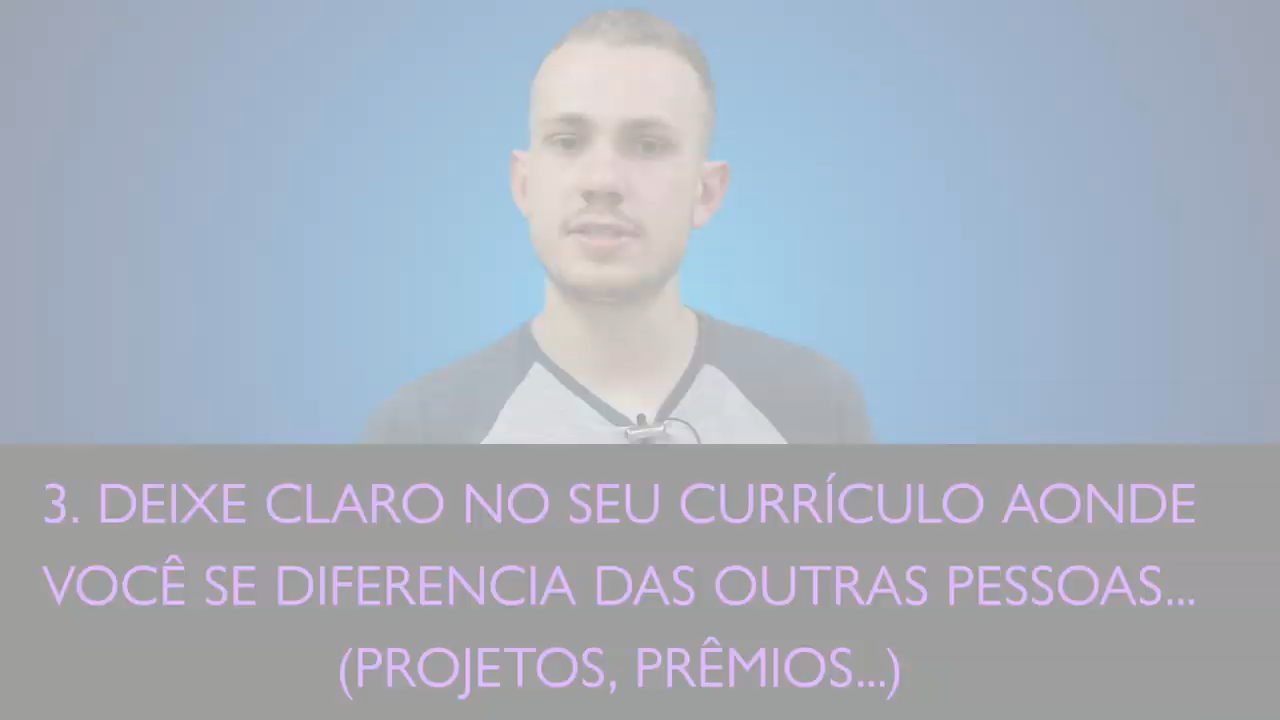 3. DEIXE CLARO NO SEU CURRÍCULO AONDE
VOCÊ SE DIFERENCIA DAS OUTRAS PESSOAS...
(PROJETOS, PRÊMIOS...)